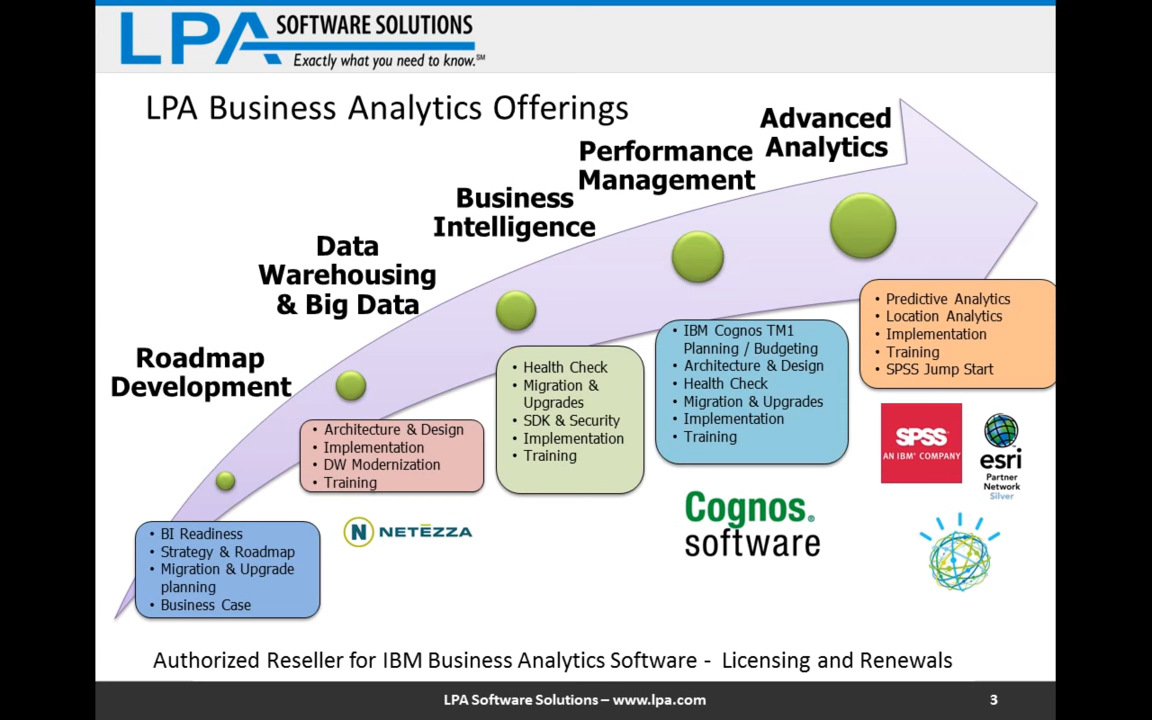 LPA SOFTWARE SOLUTIONS
Exactly what you need to know.℠
LPA Business Analytics Offerings
Roadmap
Development
• BI Readiness
• Strategy & Roadmap
• Migration & Upgrade
planning
• Business Case
Data
Warehousing
& Big Data
• Architecture & Design
• Implementation
• DW Modernization
• Training
N NETEZZA
Business
Intelligence
• Health Check
• Migration &
Upgrades
• SDK & Security
• Implementation
• Training
Performance
Management
• IBM Cognos TM1
Planning / Budgeting
• Architecture & Design
• Health Check
• Migration & Upgrades
• Implementation
• Training
Cognos®
software
Advanced
Analytics
• Predictive Analytics
• Location Analytics
• Implementation
• Training
• SPSS Jump Start
SPSS
AN IBM® COMPANY
esri
Partner
Network
Silver
Authorized Reseller for IBM Business Analytics Software - Licensing and Renewals
LPA Software Solutions – www.lpa.com
3